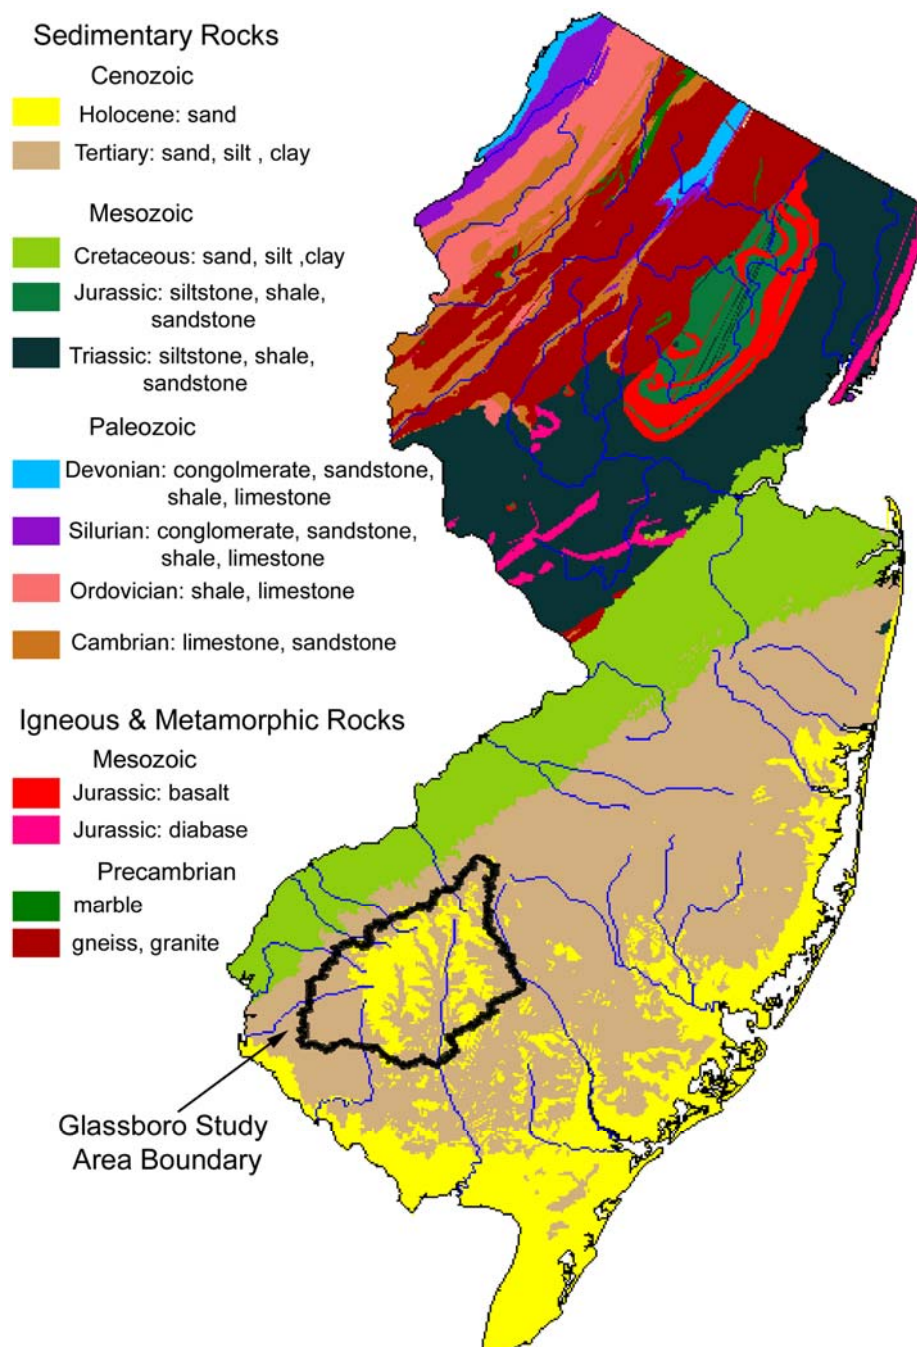 Sedimentary Rocks
Cenozoic
Holocene: sand
Tertiary: sand, silt , clay
Mesozoic
Cretaceous: sand, silt ,clay
Jurassic: siltstone, shale,
sandstone
Triassic: siltstone, shale,
sandstone
Paleozoic
Devonian: congolmerate, sandstone,
shale, limestone
Silurian: conglomerate, sandstone,
shale, limestone
Ordovician: shale, limestone
Cambrian: limestone, sandstone
Igneous & Metamorphic Rocks
Mesozoic
Jurassic: basalt
Jurassic: diabase
Precambrian
marble
gneiss, granite
Glassboro Study
Area Boundary